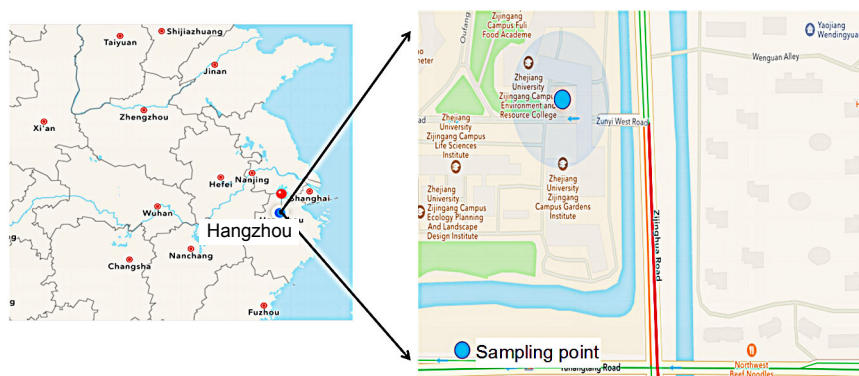 Shijiazhuang
Taiyuan
Jinan
Zhengzhou
Xi'an
Hefei
Nanjing
Shanghai
Wuhan
Hangzhou
Nanchang
Changsha
Fuzhou
Zijingang
Campus Fuli
Food Academe
Oufang
Zhejiang
University
Zijingang Campus
Environment and
Resource College
Zhejiang
University
Zijingang Campus
Life Sciences
Institute
Zhejiang
University
Zijingang Campus
Ecology Planning
And Landscape
Design Institute
Zhejiang
University Zijingang
Campus Gardens
Institute
Zunyi West Road
Yaojiang
Wendingyuan
Wenguan Alley
Zijinghua Road
Sampling point
Road
Northwest
Beef Noodles